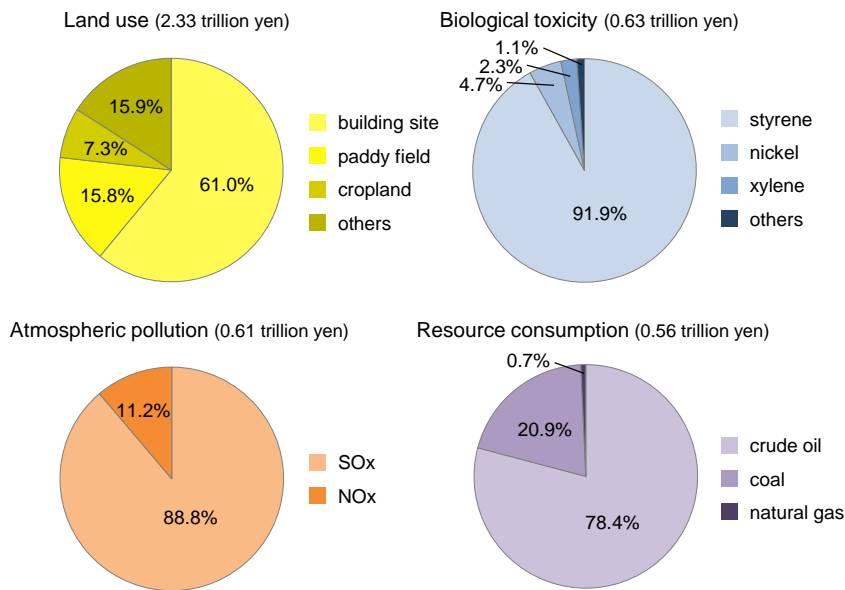 Land use (2.33 trillion yen)
15.9%
7.3%
15.8%
61.0%
building site
paddy field
cropland
others
Biological toxicity (0.63 trillion yen)
1.1%
2.3%
4.7%
91.9%
styrene
nickel
xylene
others
Atmospheric pollution (0.61 trillion yen)
11.2%
88.8%
SOx
NOx
Resource consumption (0.56 trillion yen)
0.7%
20.9%
78.4%
crude oil
coal
natural gas